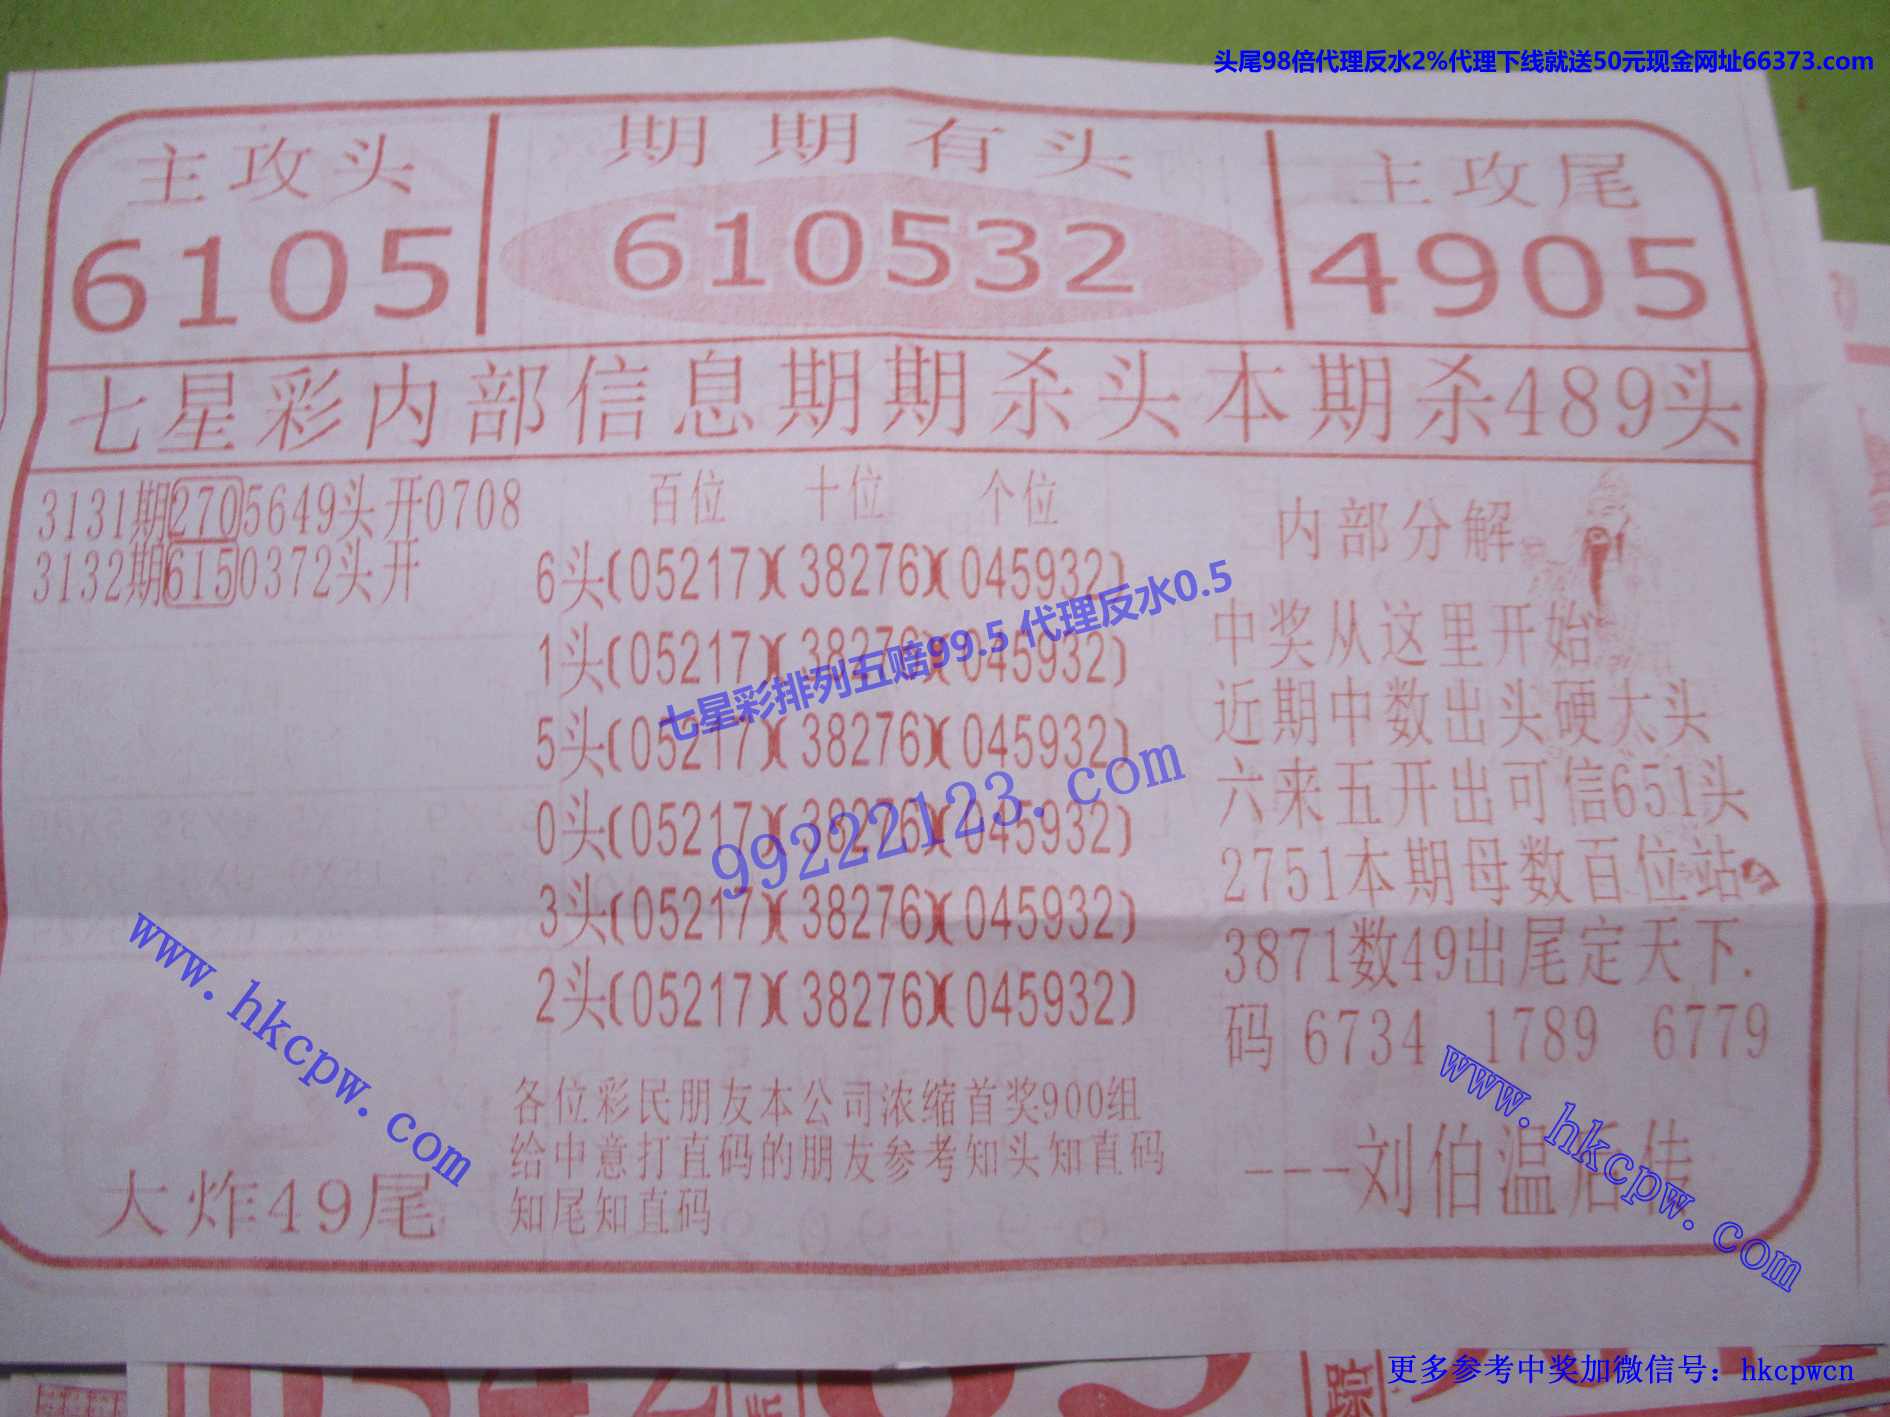 头尾98倍代理反水2%代理下线就送50元现金网址66373.com
主攻头
6105
期期有头
610532
主攻尾
4905
七星彩内部信息期期杀头本期杀489头
3131期2705649头开0708
3132期6150372头开
百位 十位 个位
6头(05217)(38276)(045932)
1头(05217)(38276)(045932)
5头(05217)(38276)(045932)
0头(05217)(38276)(045932)
3头(05217)(38276)(045932)
2头(05217)(38276)(045932)
七星彩排列五赔99.5 代理反水0.5
99222123.com
内部分解
中奖从这里开始
近期中数出头硬太头
六来五开出可信651头
2751本期母数百位站
3871数49出尾定天下.
码 6734 1789 6779
---刘伯温后传
www.hkcpw.com
www.hkcpw.com
大炸49尾
各位彩民朋友本公司浓缩首奖900组
给中意打直码的朋友参考知头知直码
知尾知直码
更多参考中奖加微信号：hkcpwcn